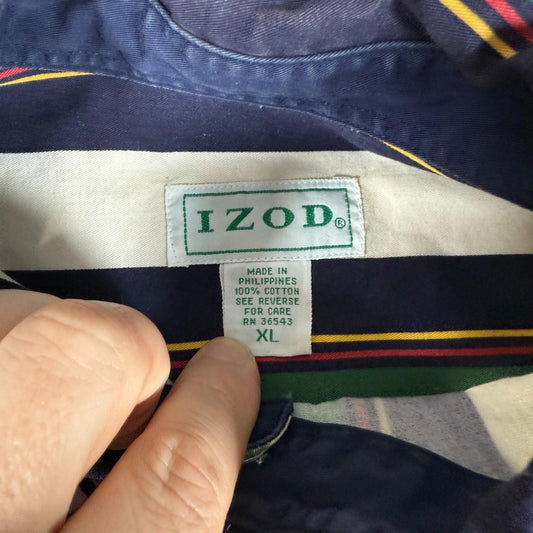 IZOD®
MADE IN
PHILIPPINES
100% COTTON
SEE REVERSE
FOR CARE
RN 36543
XL